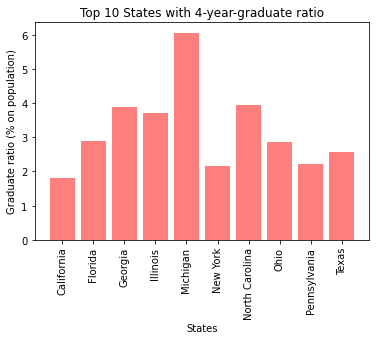 Top 10 States with 4-year-graduate ratio
Graduate ratio (% on population)
6
5
4
3
2
1
0
California
Florida
Georgia
Illinois
Michigan
New York
North Carolina
Ohio
Pennsylvania
Texas
States